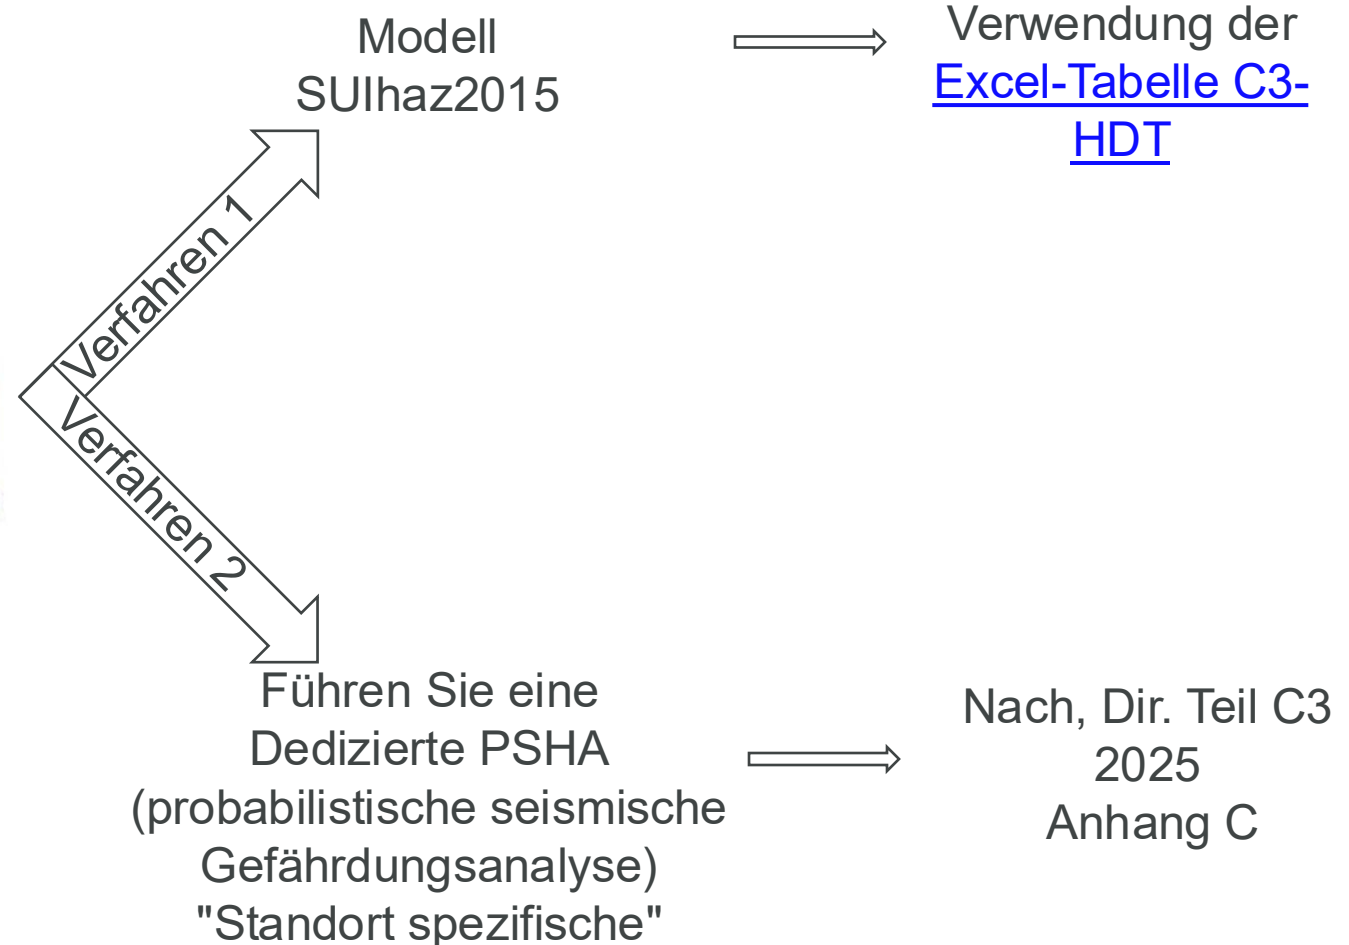 Modell
SUIhaz2015
Verwendung der
Excel-Tabelle C3-
HDT
Verfahren 1
Verfahren 2
Führen Sie eine
Dedizierte PSHA
(probabilistische seismische
Gefährdungsanalyse)
"Standort spezifische"
Nach, Dir. Teil C3
2025
Anhang C